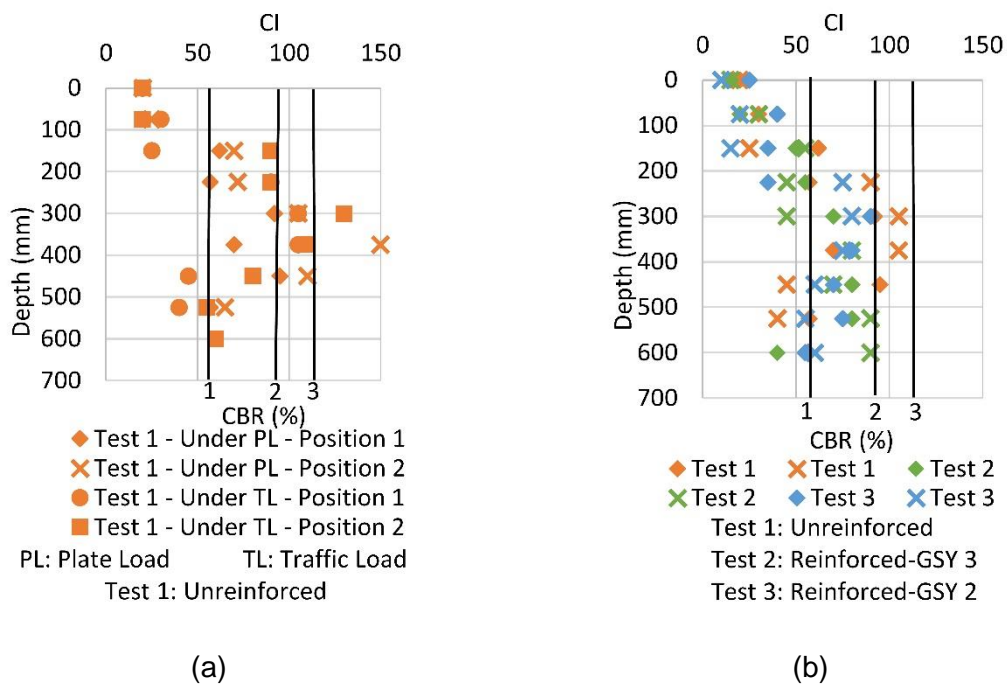 CI
0 50 100 150
0
100
200
300
400
500
600
700
Depth (mm)
1 2 3
CBR (%)
Test 1 - Under PL - Position 1
Test 1 - Under PL - Position 2
Test 1 - Under TL - Position 1
Test 1 - Under TL - Position 2
PL: Plate Load TL: Traffic Load
Test 1: Unreinforced
(a)
CI
0 50 100 150
0
100
200
300
400
500
600
700
Depth (mm)
1 2 3
CBR (%)
Test 1 Test 1 Test 2
Test 2 Test 3 Test 3
Test 1: Unreinforced
Test 2: Reinforced-GSY 3
Test 3: Reinforced-GSY 2
(b)